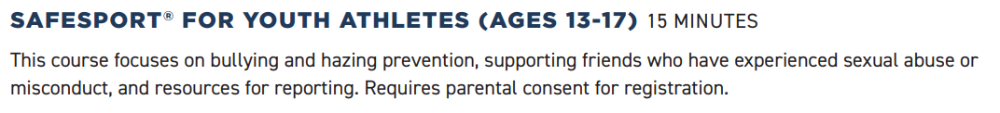 SAFESPORT® FOR YOUTH ATHLETES (AGES 13-17) 15 MINUTES
This course focuses on bullying and hazing prevention, supporting friends who have experienced sexual abuse or
misconduct, and resources for reporting. Requires parental consent for registration.